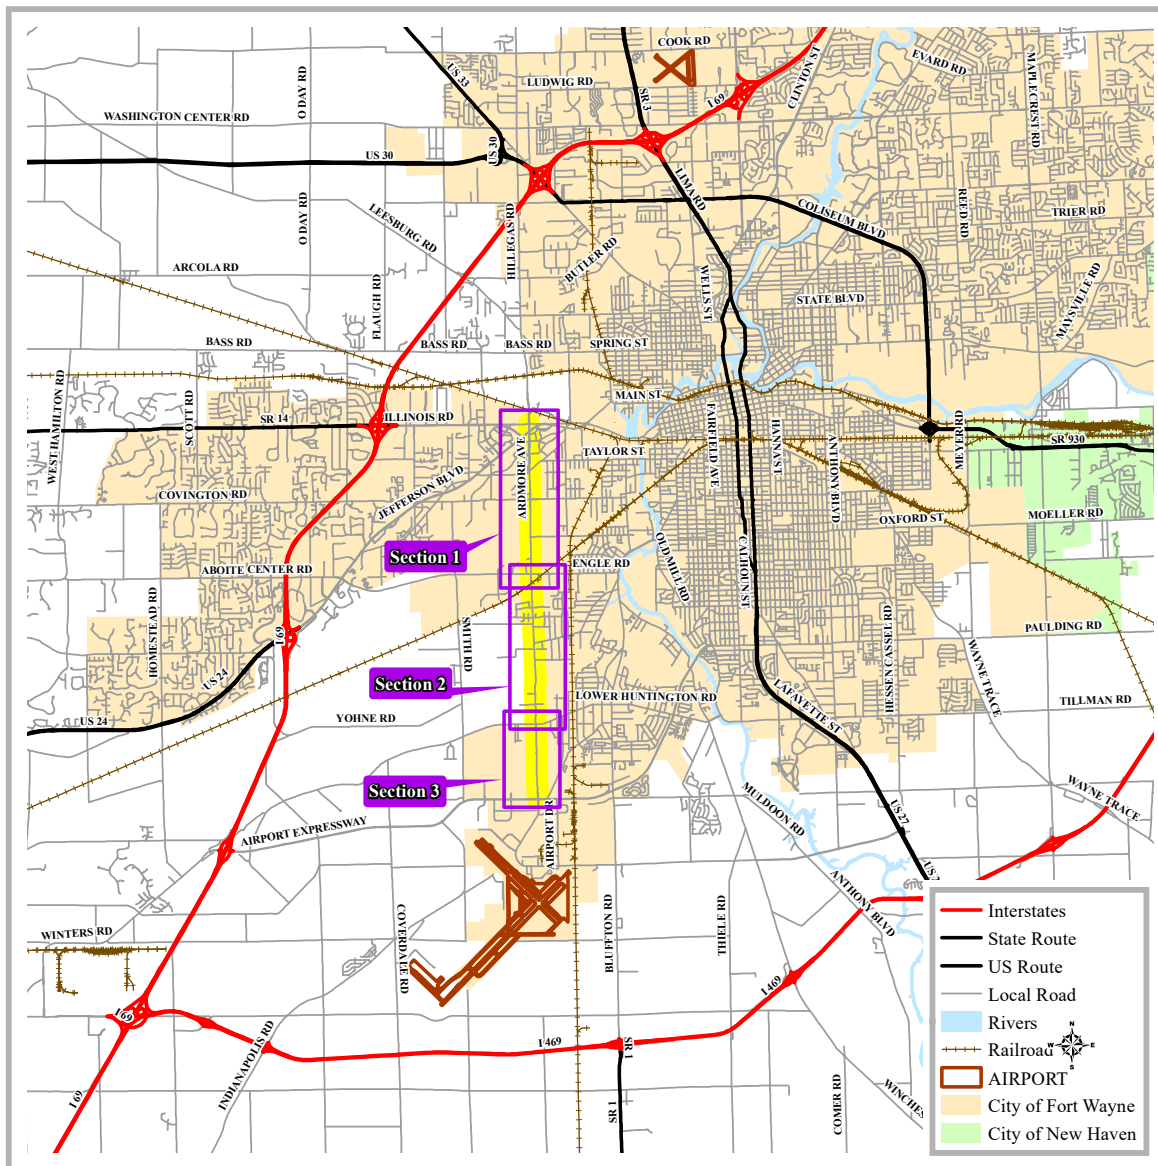 COOK RD
US 33
LUDWIG RD
SR 3
I 69
CLINTON ST
EVARD RD
MAPLECREST RD
O DAY RD
WASHINGTON CENTER RD
US 30
US 30
LIMA RD
O DAY RD
LEESBURG RD
HILLEGAS RD
BUTLER RD
COLISEUM BLVD
REED RD
TRIER RD
ARCOLA RD
FLAUGH RD
WELLS ST
STATE BLVD
MAYSVILLE RD
BASS RD
BASS RD
BASS RD
SPRING ST
WEST HAMILTON RD
SCOTT RD
SR 14
ILLINOIS RD
MAIN ST
ARDMORE AVE
TAYLOR ST
FAIRFIELD AVE
HANNA ST
ANTHONY BLVD
MEYER RD
SR 930
COVINGTON RD
JEFFERSON BLVD
OXFORD ST
MOELLER RD
Section 1
ENGLE RD
OLD MILL RD
CALHOUN ST
ABOITE CENTER RD
HOMESTEAD RD
I 69
SMITH RD
HESSEN CASSEL RD
PAULDING RD
WAYNE TRACE
US 24
Section 2
LOWER HUNTINGTON RD
LAFAYETTE ST
TILLMAN RD
US 24
YOHNE RD
Section 3
MULDOON RD
US 27
WAYNE TRACE
AIRPORT EXPRESSWAY
AIRPORT DR
US 2
ANTHONY BLVD
WINTERS RD
COVERDALE RD
BLUFFTON RD
THIELE RD
I 469
I 69
INDIANAPOLIS RD
I 469
SR 1
I 69
SR 1
COMER RD
WINCHES
Interstates
State Route
US Route
Local Road
Rivers
Railroad
N
W E
S
AIRPORT
City of Fort Wayne
City of New Haven